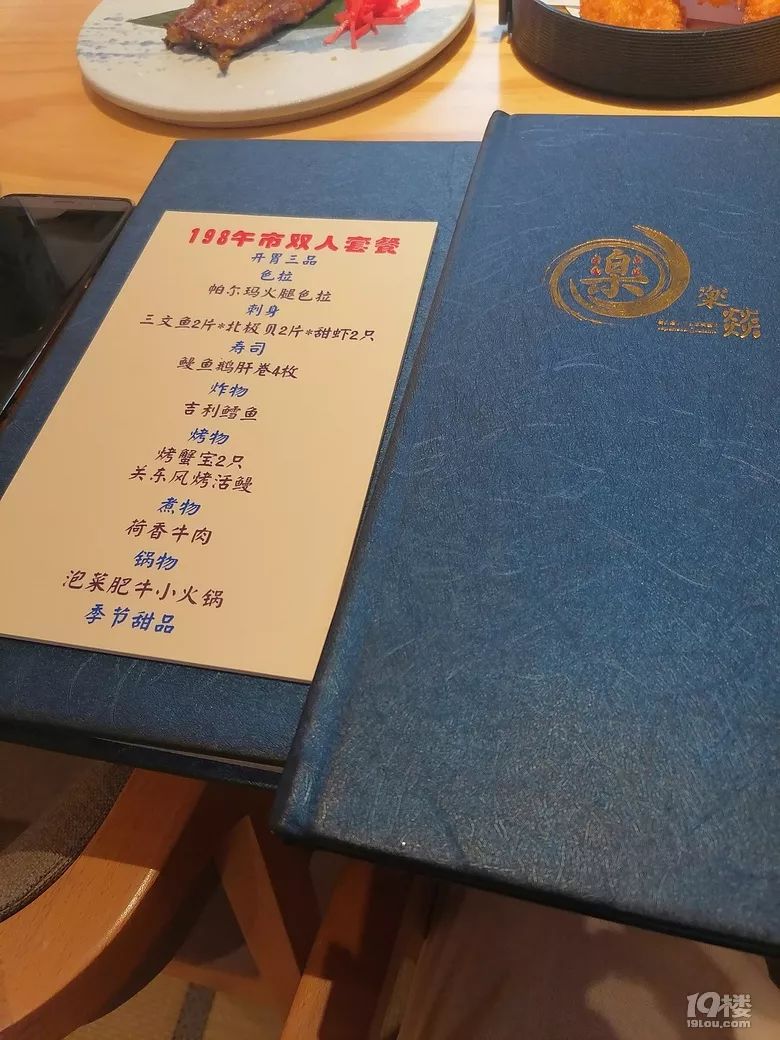 198午市双人套餐
开胃三品
色拉
帕尔玛火腿色拉
刺身
三文鱼2片*北极贝2片*甜虾2只
寿司
鳗鱼鹅肝卷4枚
炸物
吉利鳕鱼
烤物
烤蟹宝2只
关东风烤活鳗
煮物
荷香牛肉
锅物
泡菜肥牛小火锅
季节甜品
19楼
19lou.com